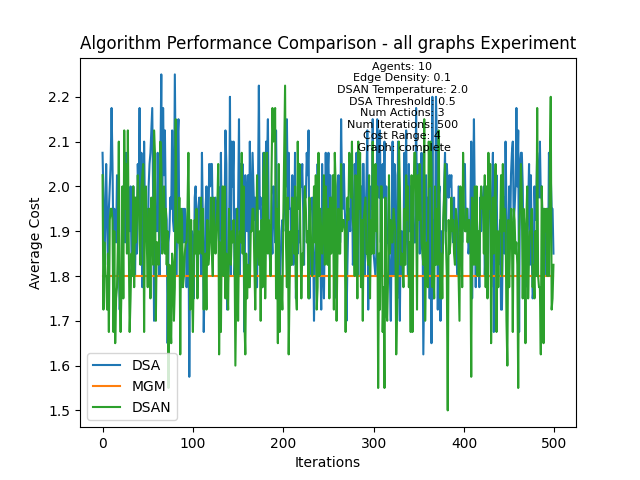 Algorithm Performance Comparison - all graphs Experiment
Agents: 10
Edge Density: 0.1
DSAN Temperature: 2.0
DSA Threshold: 0.5
Num Actions: 3
Num Iterations: 500
Cost Range: 4
Graph: complete
2.2
2.1
2.0
1.9
1.8
1.7
1.6
1.5
Average Cost
DSA
MGM
DSAN
0
100
200
300
400
500
Iterations